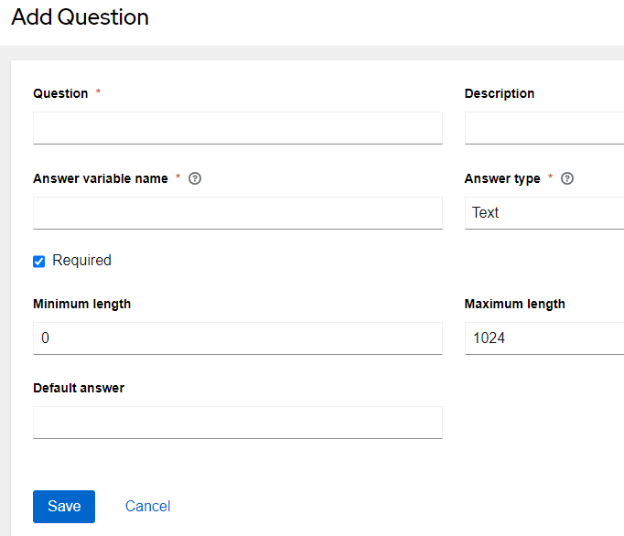 Add Question
Question *
Description
Answer variable name * ?
Answer type * ?
Text
Required
Minimum length
Maximum length
0
1024
Default answer
Save
Cancel